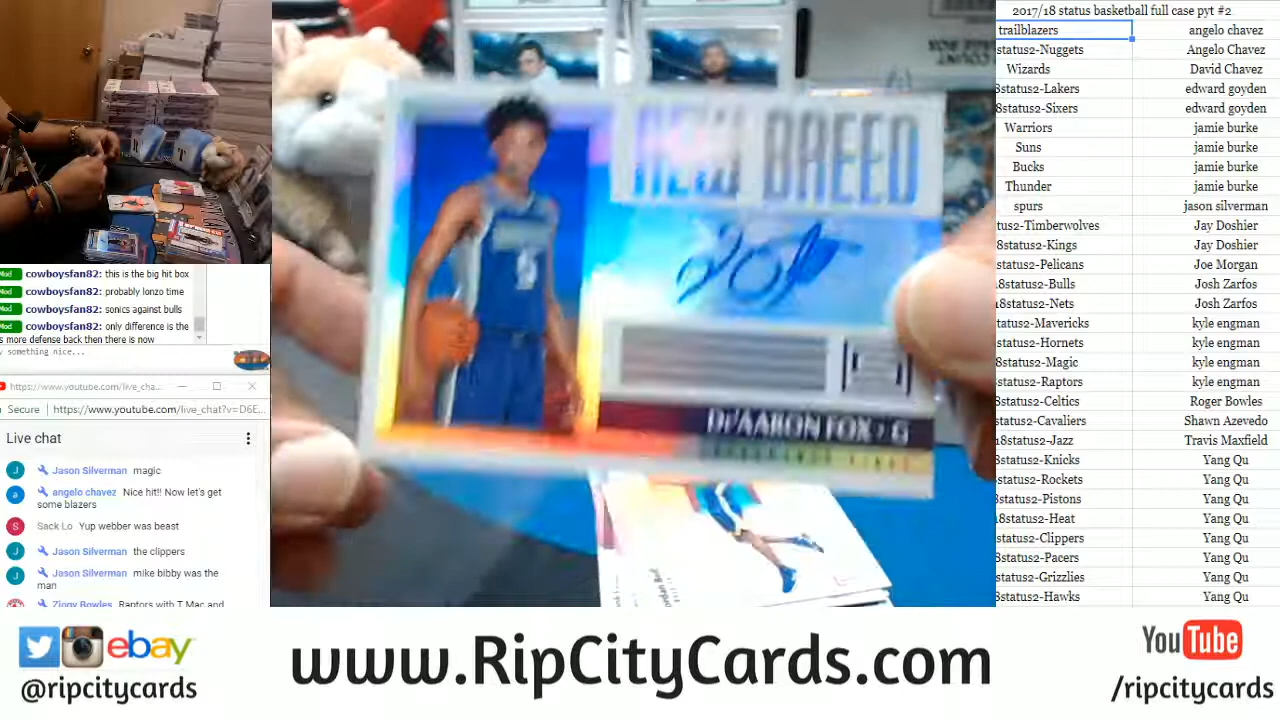 2017/18 status basketball full case pyt #2
trailblazers angelo chavez
status2-Nuggets Angelo Chavez
Wizards David Chavez
8status2-Lakers edward goyden
8status2-Sixers edward goyden
Warriors jamie burke
Suns jamie burke
Bucks jamie burke
Thunder jamie burke
spurs jason silverman
tus2-Timberwolves Jay Doshier
8status2-Kings Jay Doshier
status2-Pelicans Joe Morgan
18status2-Bulls Josh Zarfos
18status2-Nets Josh Zarfos
tatus2-Mavericks kyle engman
status2-Hornets kyle engman
8status2-Magic kyle engman
status2-Raptors kyle engman
8status2-Celtics Roger Bowles
status2-Cavaliers Shawn Azevedo
18status2-Jazz Travis Maxfield
8status2-Knicks Yang Qu
status2-Rockets Yang Qu
status2-Pistons Yang Qu
18status2-Heat Yang Qu
status2-Clippers Yang Qu
8status2-Pacers Yang Qu
status2-Grizzlies Yang Qu
8status2-Hawks Yang Qu
NEW BREED
DE'AARON FOX • G
Mod cowboysfan82: this is the big hit box
Mod cowboysfan82: probably lonzo time
Mod cowboysfan82: sonics against bulls
Mod cowboysfan82: only difference is the
s more defense back then there is now
y something nice...
https://www.youtube.com/live_cha...
Secure https://www.youtube.com/live_chat?v=D6E...
Live chat
J Jason Silverman magic
a angelo chavez Nice hit!! Now let's get
some blazers
S Sack Lo Yup webber was beast
J Jason Silverman the clippers
J Jason Silverman mike bibby was the
man
Ziggy Bowles Raptors with T Mac and
ebay
@ripcitycards
www.RipCityCards.com
YouTube
/ripcitycards